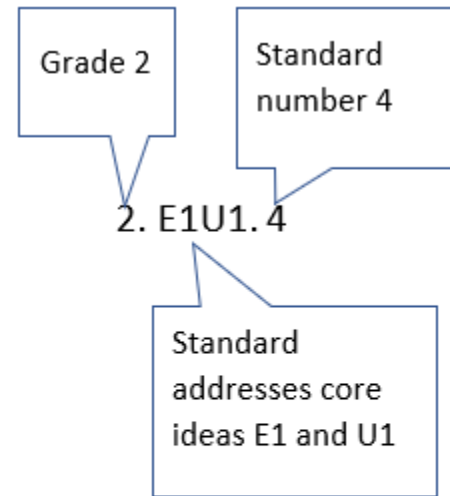 Grade 2
Standard
number 4
2. E1U1. 4
Standard
addresses core
ideas E1 and U1